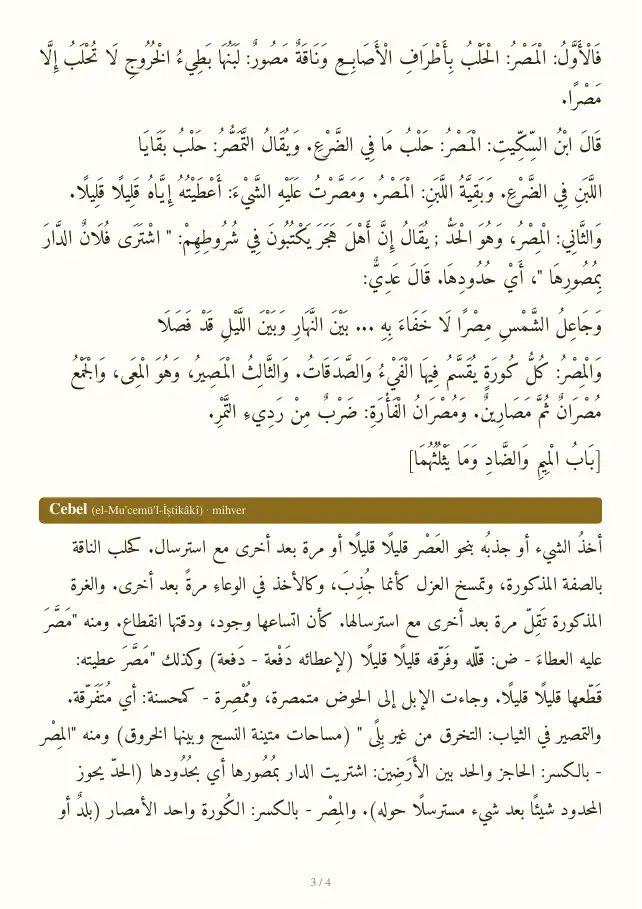 فَالْأَوَّلُ: الْمَصْرُ: الْحَلْبُ بِأَطْرَافِ الْأَصَابِعِ وَنَاقَةٌ مَصُورٌ: لَبَنُهَا بَطِيءُ الْخُرُوجِ لَا تُحْلَبُ إِلَّا
مَصْرًا.
قَالَ ابْنُ السِّكِّيتِ: الْمَصْرُ: حَلْبُ مَا فِي الضَّرْعِ. وَيُقَالُ التَّمَصُّرُ: حَلْبُ بَقَايَا
اللَّبَنِ فِي الضَّرْعِ. وَبَقِيَّةُ اللَّبَنِ: الْمَصْرُ. وَمَصَّرْتُ عَلَيْهِ الشَّيْءَ: أَعْطَيْتُهُ إِيَّاهُ قَلِيلًا قَلِيلًا.
وَالثَّانِي: الْمِصْرُ، وَهُوَ الْحَدُّ ; يُقَالُ إِنَّ أَهْلَ هَجَرَ يَكْتُبُونَ فِي شُرُوطِهِمْ: " اشْتَرَى فُلَانٌ الدَّارَ
بِمُصُورِهَا "، أَيْ حُدُودِهَا. قَالَ عَدِيٌّ:
وَجَاعِلُ الشَّمْسِ مِصْرًا لَا خَفَاءَ بِهِ ... بَيْنَ النَّهَارِ وَبَيْنَ اللَّيْلِ قَدْ فَصَلَا
وَالْمِصْرُ: كُلُّ كُورَةٍ يُقَسَّمُ فِيهَا الْفَيْءُ وَالصَّدَقَاتُ. وَالثَّالِثُ الْمَصِيرُ، وَهُوَ الْمِعَى، وَالْجَمْعُ
مُصْرَانٌ ثُمَّ مَصَارِينٌ. وَمُصْرَانُ الْفَأْرَةِ: ضَرْبٌ مِنْ رَدِيءِ التَّمْرِ.
[بَابُ الْمِيمِ وَالضَّادِ وَمَا يَثْلُثُهُمَا]
Cebel (el-Mu'cemü'l-İştikâkî) · mihver
أخذُ الشيء أو جذبُه بنحو العَصْر قليلًا قليلًا أو مرة بعد أخرى مع استرسال. كحلب الناقة
بالصفة المذكورة، وتمسخ الغزل كأنما جُذِبَ، وكالأخذ في الوعاءِ مرةً بعد أخرى. والغرة
المذكورة تَقِلّ مرة بعد أخرى مع استرسالها. كأن اتساعها وجود، ودقتها انقطاع. ومنه "مَصَّرَ
عليه العطاءَ - ض: قلّله وفَرّقه قليلًا قليلًا (لإعطائه دَفْعة - دَفعة) وكذلك "مَصَّرَ عطيته:
قَطّعها قليلًا قليلًا. وجاءت الإبل إلى الحوض متمصرة، ومُمْصِرة - كمحسنة: أي مُتَفَرّقة.
والتمصير في الثياب: التخرق من غير بِلًى " (مساحات متينة النسج وبينها الخروق) ومنه "المِصْر
- بالكسر: الحاجز والحد بين الأَرَضِين: اشتريت الدار بمُصُورها أي بحُدُودها (الحدّ يحوز
المحدود شيئًا بعد شيء مسترسلًا حوله). والمِصْر - بالكسر: الكُورة واحد الأمصار (بلدٌ أو
3 / 4